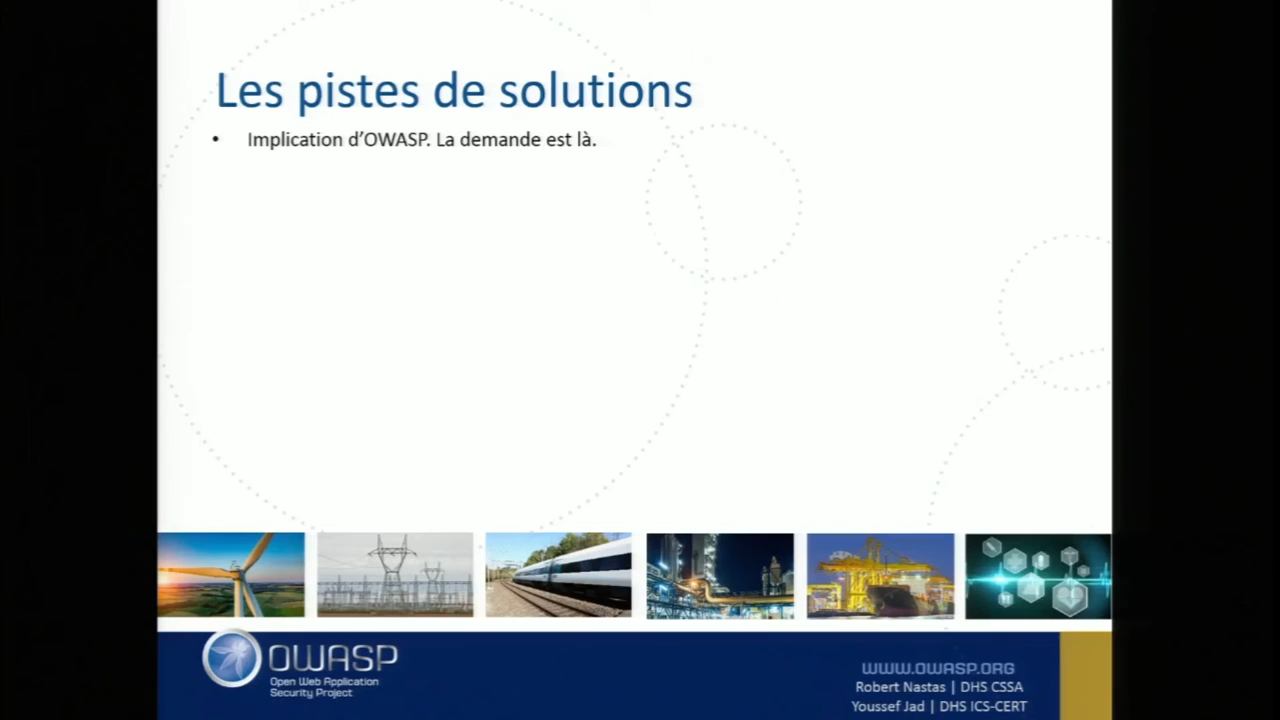 Les pistes de solutions
• Implication d'OWASP. La demande est là.
OWASP
Open Web Application
Security Project
WWW.OWASP.ORG
Robert Nastas | DHS CSSA
Youssef Jad | DHS ICS-CERT